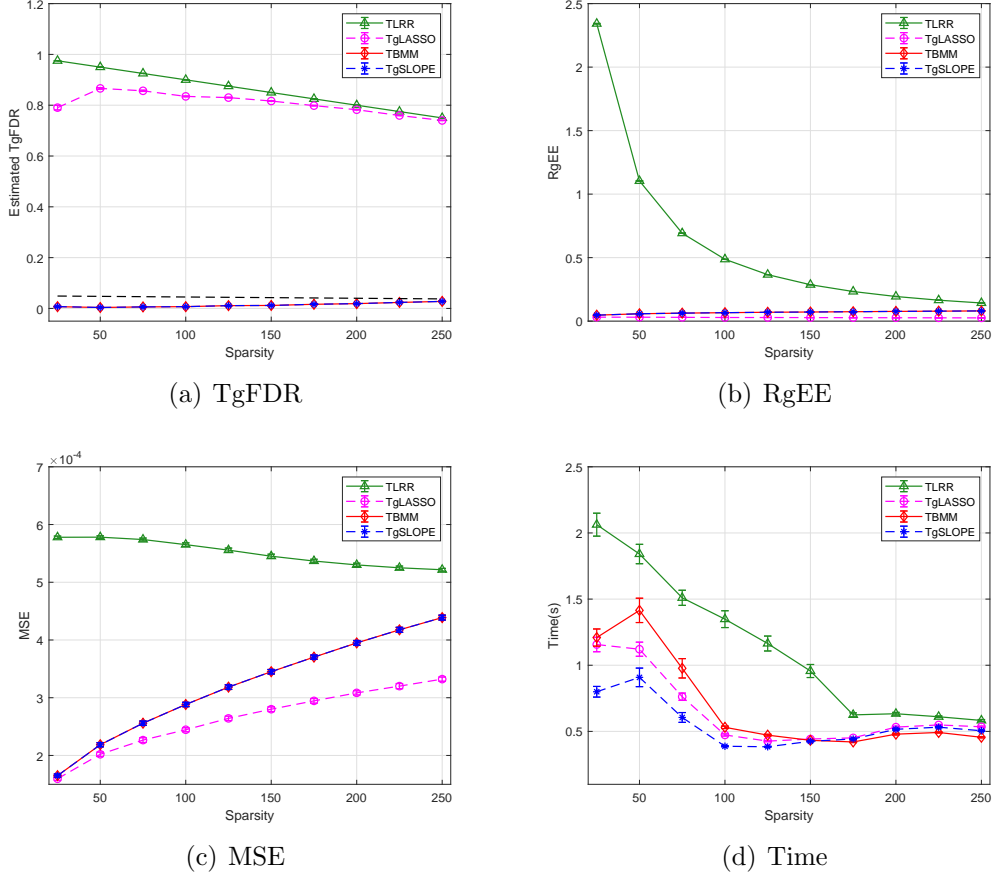 1.2
1
0.8
0.6
0.4
0.2
0
Estimated TgFDR
50 100 150 200 250
Sparsity
TLRR
TgLASSO
TBMM
TgSLOPE
(a) TgFDR
2.5
2
1.5
1
0.5
0
RgEE
50 100 150 200 250
Sparsity
TLRR
TgLASSO
TBMM
TgSLOPE
(b) RgEE
×10⁻⁴
7
6
5
4
3
2
MSE
50 100 150 200 250
Sparsity
TLRR
TgLASSO
TBMM
TgSLOPE
(c) MSE
2.5
2
1.5
1
0.5
Time(s)
50 100 150 200 250
Sparsity
TLRR
TgLASSO
TBMM
TgSLOPE
(d) Time